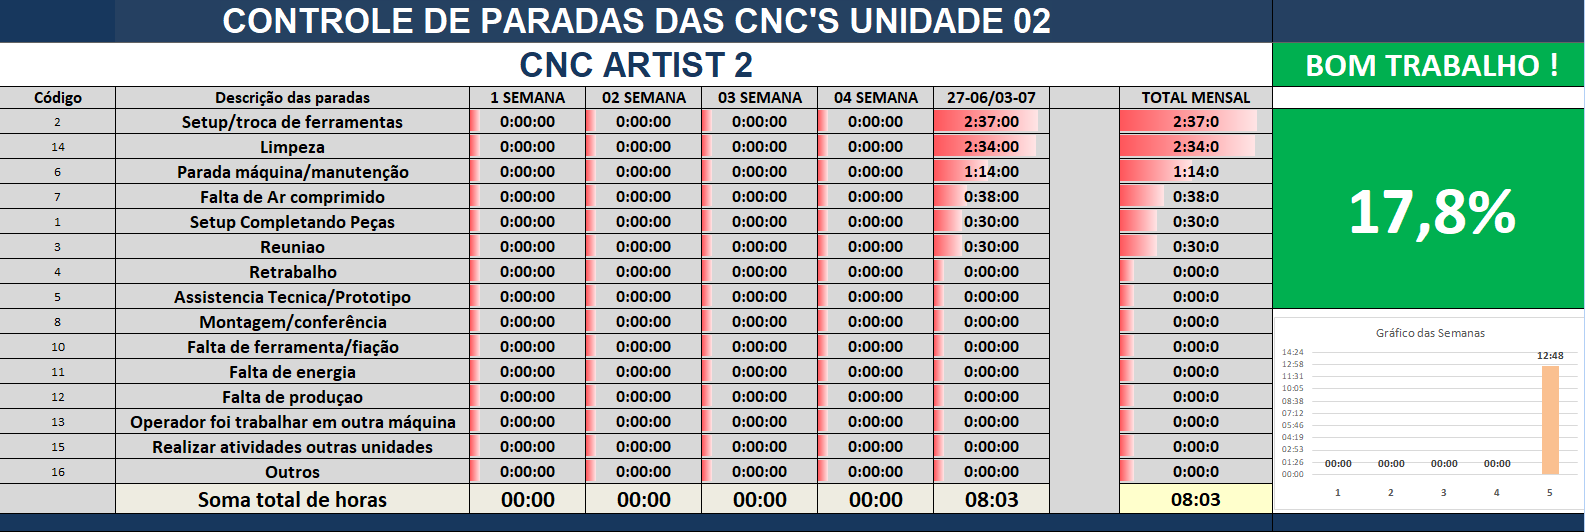 CONTROLE DE PARADAS DAS CNC'S UNIDADE 02
CNC ARTIST 2
BOM TRABALHO !
Código Descrição das paradas 1 SEMANA 02 SEMANA 03 SEMANA 04 SEMANA 27-06/03-07 TOTAL MENSAL
2 Setup/troca de ferramentas 0:00:00 0:00:00 0:00:00 0:00:00 2:37:00 2:37:0
14 Limpeza 0:00:00 0:00:00 0:00:00 0:00:00 2:34:00 2:34:0
6 Parada máquina/manutenção 0:00:00 0:00:00 0:00:00 0:00:00 1:14:00 1:14:0
7 Falta de Ar comprimido 0:00:00 0:00:00 0:00:00 0:00:00 0:38:00 0:38:0
1 Setup Completando Peças 0:00:00 0:00:00 0:00:00 0:00:00 0:30:00 0:30:0
3 Reuniao 0:00:00 0:00:00 0:00:00 0:00:00 0:30:00 0:30:0
4 Retrabalho 0:00:00 0:00:00 0:00:00 0:00:00 0:00:00 0:00:0
5 Assistencia Tecnica/Prototipo 0:00:00 0:00:00 0:00:00 0:00:00 0:00:00 0:00:0
8 Montagem/conferência 0:00:00 0:00:00 0:00:00 0:00:00 0:00:00 0:00:0
10 Falta de ferramenta/fiação 0:00:00 0:00:00 0:00:00 0:00:00 0:00:00 0:00:0
11 Falta de energia 0:00:00 0:00:00 0:00:00 0:00:00 0:00:00 0:00:0
12 Falta de produçao 0:00:00 0:00:00 0:00:00 0:00:00 0:00:00 0:00:0
13 Operador foi trabalhar em outra máquina 0:00:00 0:00:00 0:00:00 0:00:00 0:00:00 0:00:0
15 Realizar atividades outras unidades 0:00:00 0:00:00 0:00:00 0:00:00 0:00:00 0:00:0
16 Outros 0:00:00 0:00:00 0:00:00 0:00:00 0:00:00 0:00:0
Soma total de horas 00:00 00:00 00:00 00:00 08:03 08:03
17,8%
Gráfico das Semanas
14:24
12:58
11:31
10:05
08:38
07:12
05:46
04:19
02:53
01:26
00:00
00:00 00:00 00:00 00:00 12:48
1 2 3 4 5